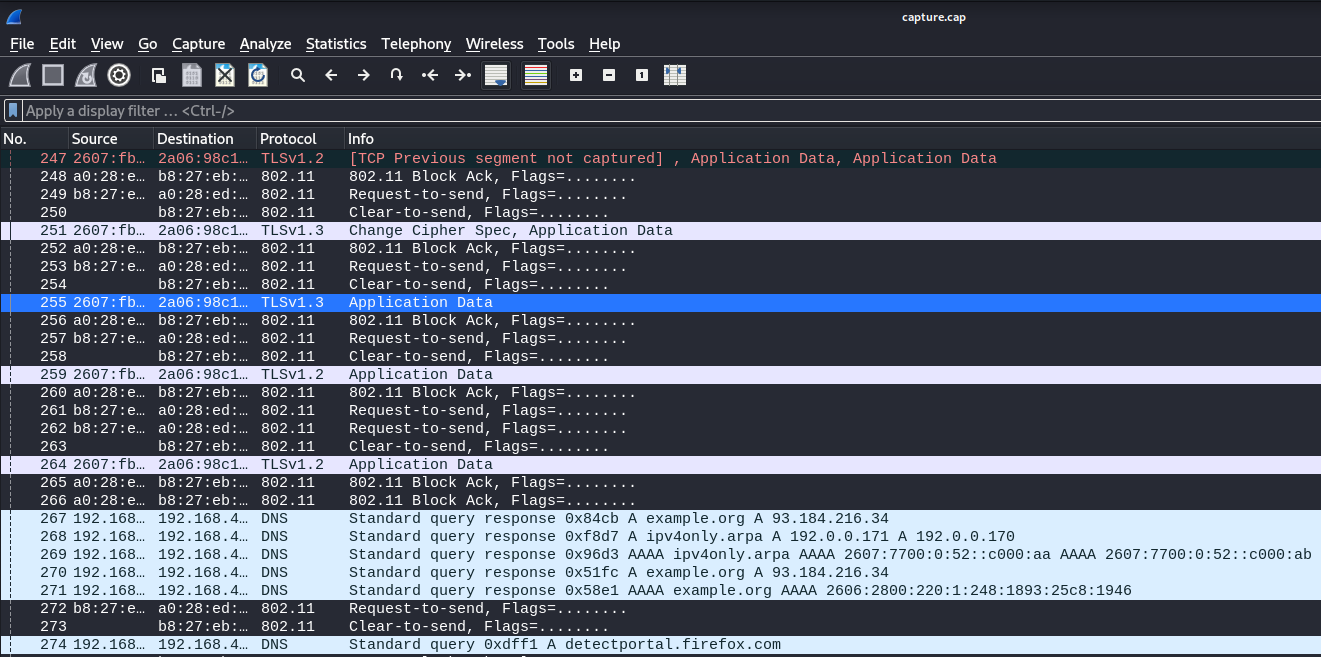 capture.cap
File Edit View Go Capture Analyze Statistics Telephony Wireless Tools Help
Apply a display filter … <Ctrl-/>
No. Source Destination Protocol Info
247 2607:fb… 2a06:98c1… TLSv1.2 [TCP Previous segment not captured] , Application Data, Application Data
248 a0:28:e… b8:27:eb:… 802.11 802.11 Block Ack, Flags=........
249 b8:27:e… a0:28:ed:… 802.11 Request-to-send, Flags=........
250 b8:27:eb:… 802.11 Clear-to-send, Flags=........
251 2607:fb… 2a06:98c1… TLSv1.3 Change Cipher Spec, Application Data
252 a0:28:e… b8:27:eb:… 802.11 802.11 Block Ack, Flags=........
253 b8:27:e… a0:28:ed:… 802.11 Request-to-send, Flags=........
254 b8:27:eb:… 802.11 Clear-to-send, Flags=........
255 2607:fb… 2a06:98c1… TLSv1.3 Application Data
256 a0:28:e… b8:27:eb:… 802.11 802.11 Block Ack, Flags=........
257 b8:27:e… a0:28:ed:… 802.11 Request-to-send, Flags=........
258 b8:27:eb:… 802.11 Clear-to-send, Flags=........
259 2607:fb… 2a06:98c1… TLSv1.2 Application Data
260 a0:28:e… b8:27:eb:… 802.11 802.11 Block Ack, Flags=........
261 b8:27:e… a0:28:ed:… 802.11 Request-to-send, Flags=........
262 b8:27:e… a0:28:ed:… 802.11 Request-to-send, Flags=........
263 b8:27:eb:… 802.11 Clear-to-send, Flags=........
264 2607:fb… 2a06:98c1… TLSv1.2 Application Data
265 a0:28:e… b8:27:eb:… 802.11 802.11 Block Ack, Flags=........
266 a0:28:e… b8:27:eb:… 802.11 802.11 Block Ack, Flags=........
267 192.168… 192.168.4… DNS Standard query response 0x84cb A example.org A 93.184.216.34
268 192.168… 192.168.4… DNS Standard query response 0xf8d7 A ipv4only.arpa A 192.0.0.171 A 192.0.0.170
269 192.168… 192.168.4… DNS Standard query response 0x96d3 AAAA ipv4only.arpa AAAA 2607:7700:0:52::c000:aa AAAA 2607:7700:0:52::c000:ab
270 192.168… 192.168.4… DNS Standard query response 0x51fc A example.org A 93.184.216.34
271 192.168… 192.168.4… DNS Standard query response 0x58e1 AAAA example.org AAAA 2606:2800:220:1:248:1893:25c8:1946
272 b8:27:e… a0:28:ed:… 802.11 Request-to-send, Flags=........
273 b8:27:eb:… 802.11 Clear-to-send, Flags=........
274 192.168… 192.168.4… DNS Standard query 0xdff1 A detectportal.firefox.com